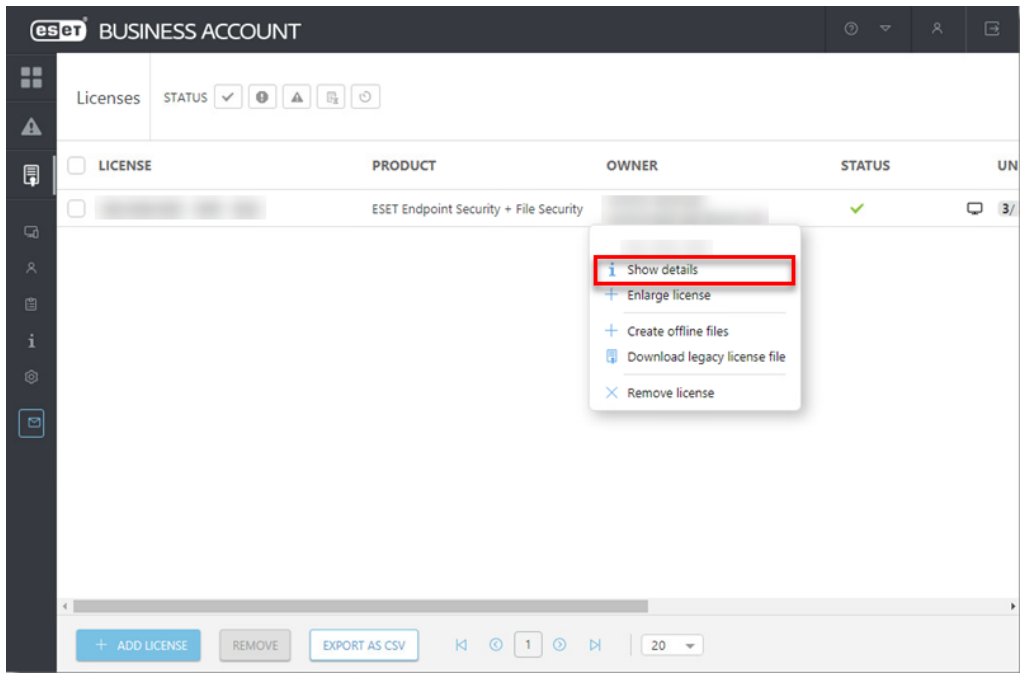 eset BUSINESS ACCOUNT
Licenses STATUS
LICENSE PRODUCT OWNER STATUS UN
ESET Endpoint Security + File Security 3/
Show details
Enlarge license
Create offline files
Download legacy license file
Remove license
+ ADD LICENSE REMOVE EXPORT AS CSV 1 20